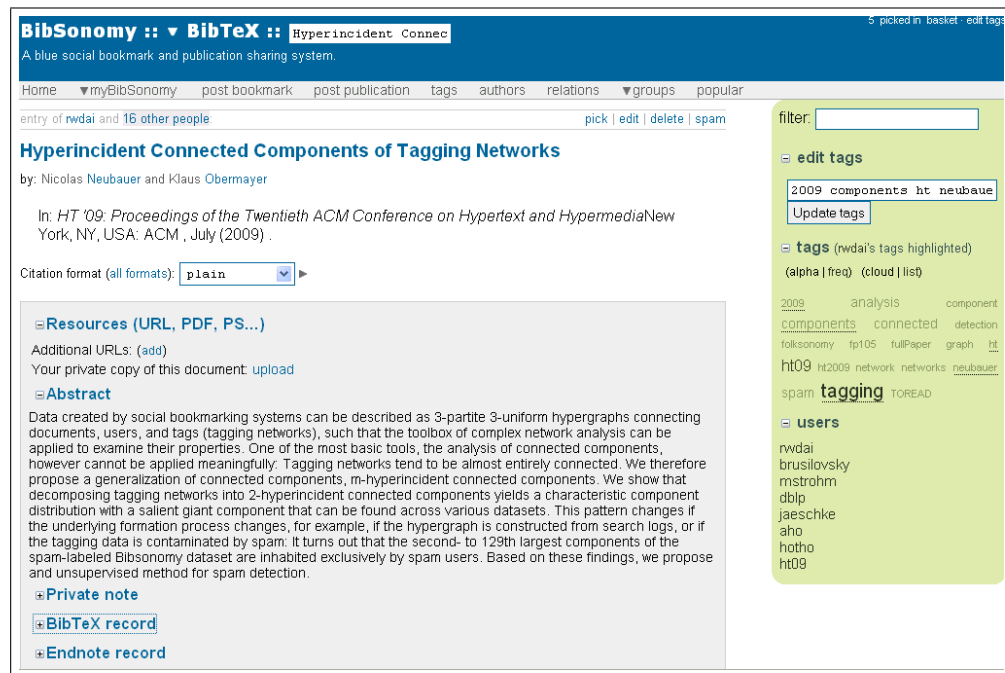 BibSonomy :: ▼ BibTeX :: Hyperincident Connec
5 picked in basket · edit tags
A blue social bookmark and publication sharing system.
Home ▼myBibSonomy post bookmark post publication tags authors relations ▼groups popular
entry of rwdai and 16 other people: pick | edit | delete | spam
Hyperincident Connected Components of Tagging Networks
by: Nicolas Neubauer and Klaus Obermayer
In: HT '09: Proceedings of the Twentieth ACM Conference on Hypertext and HypermediaNew
York, NY, USA: ACM , July (2009) .
Citation format (all formats): plain
Resources (URL, PDF, PS...)
Additional URLs: (add)
Your private copy of this document: upload
Abstract
Data created by social bookmarking systems can be described as 3-partite 3-uniform hypergraphs connecting
documents, users, and tags (tagging networks), such that the toolbox of complex network analysis can be
applied to examine their properties. One of the most basic tools, the analysis of connected components,
however cannot be applied meaningfully: Tagging networks tend to be almost entirely connected. We therefore
propose a generalization of connected components, m-hyperincident connected components. We show that
decomposing tagging networks into 2-hyperincident connected components yields a characteristic component
distribution with a salient giant component that can be found across various datasets. This pattern changes if
the underlying formation process changes, for example, if the hypergraph is constructed from search logs, or if
the tagging data is contaminated by spam: It turns out that the second- to 129th largest components of the
spam-labeled Bibsonomy dataset are inhabited exclusively by spam users. Based on these findings, we propose
and unsupervised method for spam detection.
Private note
BibTeX record
Endnote record
filter:
edit tags
2009 components ht neubaue
Update tags
tags (rwdai's tags highlighted)
(alpha | freq) (cloud | list)
2009 analysis component
components connected detection
folksonomy fp105 fullPaper graph ht
ht09 ht2009 network networks neubauer
spam tagging TOREAD
users
rwdai
brusilovsky
mstrohm
dblp
jaeschke
aho
hotho
ht09